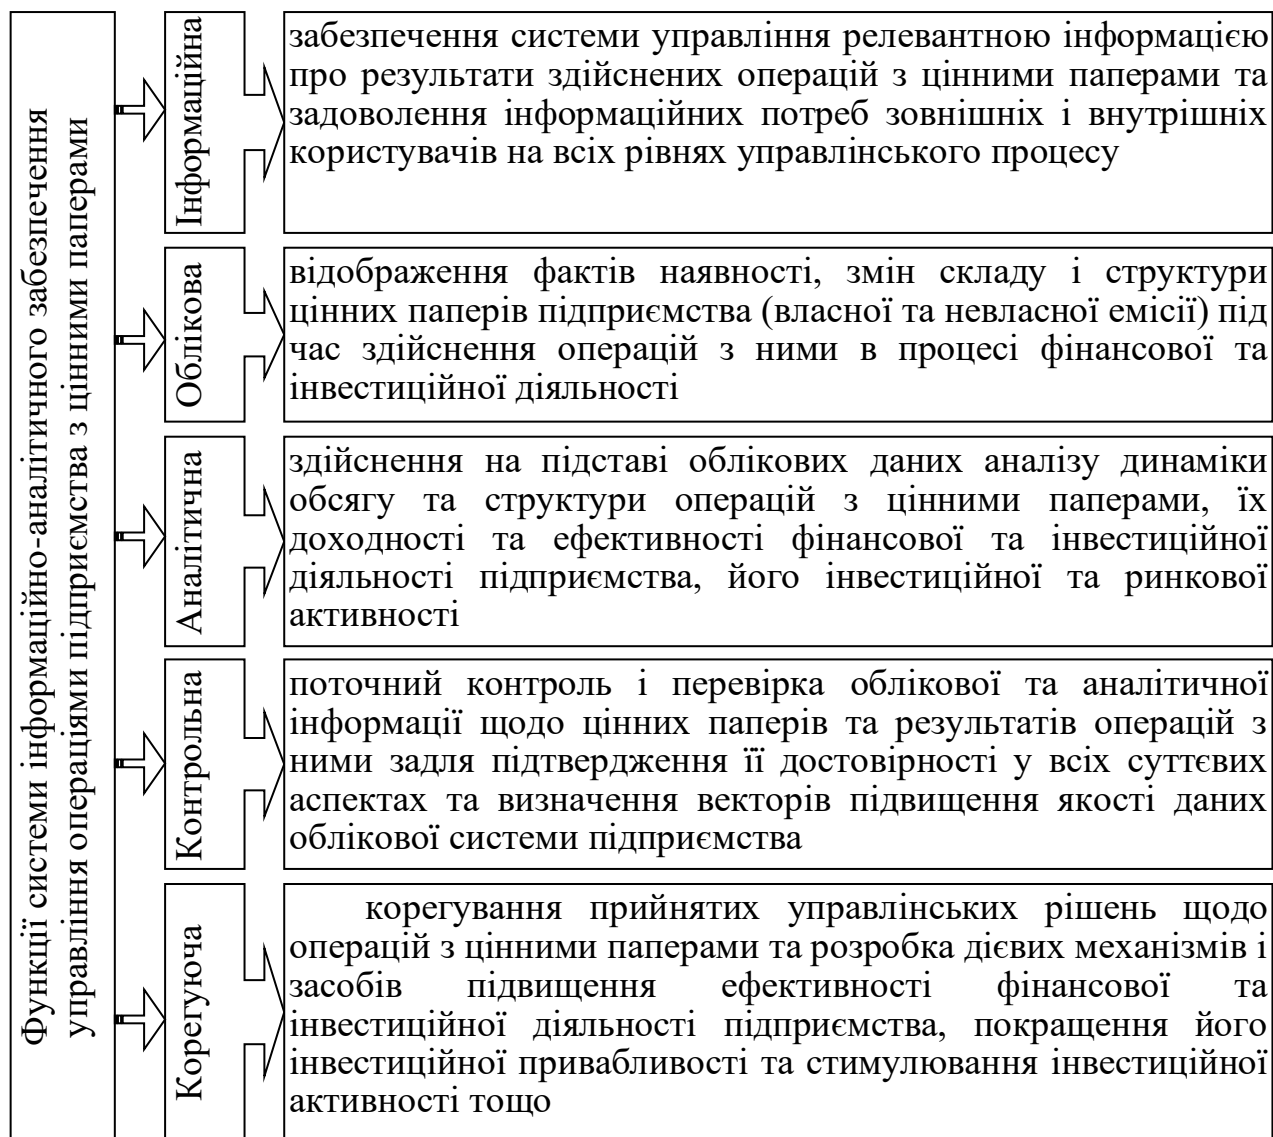 Функції системи інформаційно-аналітичного забезпечення
управління операціями підприємства з цінними паперами
Інформаційна
забезпечення системи управління релевантною інформацією
про результати здійснених операцій з цінними паперами та
задоволення інформаційних потреб зовнішніх і внутрішніх
користувачів на всіх рівнях управлінського процесу
Облікова
відображення фактів наявності, змін складу і структури
цінних паперів підприємства (власної та невласної емісії) під
час здійснення операцій з ними в процесі фінансової та
інвестиційної діяльності
Аналітична
здійснення на підставі облікових даних аналізу динаміки
обсягу та структури операцій з цінними паперами, їх
доходності та ефективності фінансової та інвестиційної
діяльності підприємства, його інвестиційної та ринкової
активності
Контрольна
поточний контроль і перевірка облікової та аналітичної
інформації щодо цінних паперів та результатів операцій з
ними задля підтвердження її достовірності у всіх суттєвих
аспектах та визначення векторів підвищення якості даних
облікової системи підприємства
Корегуюча
корегування прийнятих управлінських рішень щодо
операцій з цінними паперами та розробка дієвих механізмів і
засобів підвищення ефективності фінансової та
інвестиційної діяльності підприємства, покращення його
інвестиційної привабливості та стимулювання інвестиційної
активності тощо